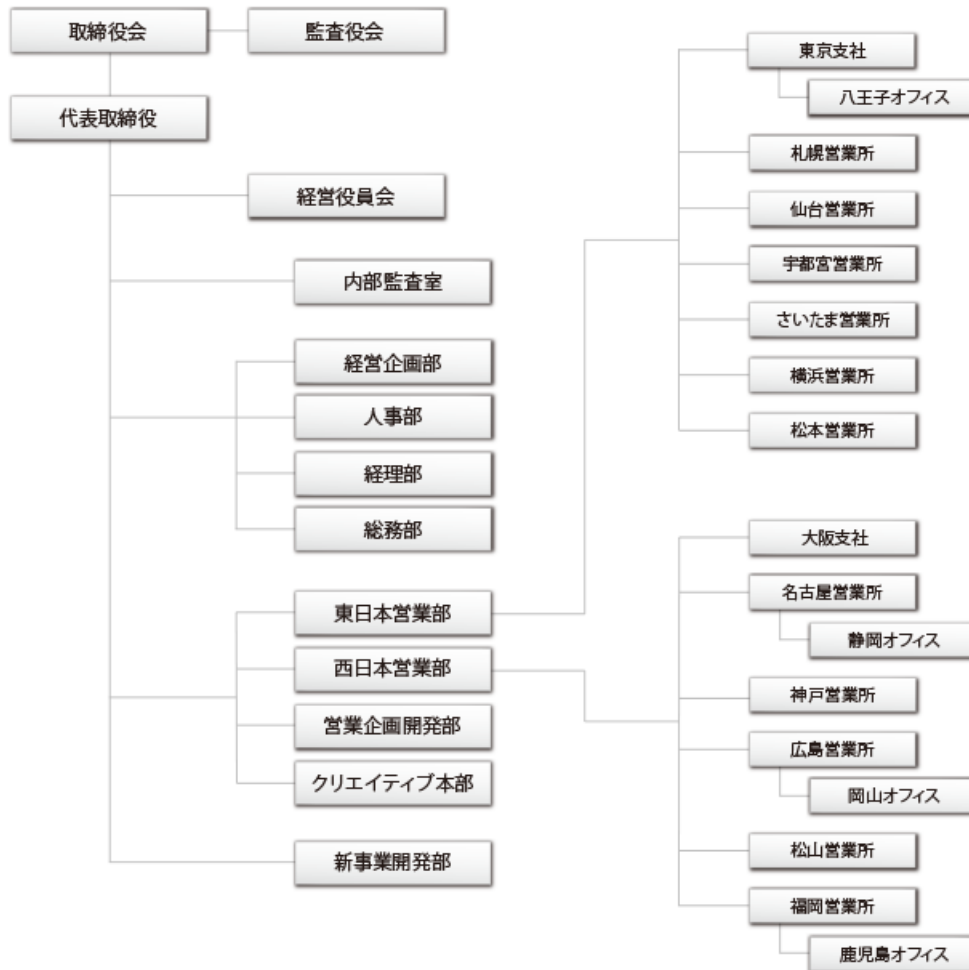 取締役会
監査役会
代表取締役
経営役員会
内部監査室
経営企画部
人事部
経理部
総務部
東日本営業部
西日本営業部
営業企画開発部
クリエイティブ本部
新事業開発部
東京支社
八王子オフィス
札幌営業所
仙台営業所
宇都宮営業所
さいたま営業所
横浜営業所
松本営業所
大阪支社
名古屋営業所
静岡オフィス
神戸営業所
広島営業所
岡山オフィス
松山営業所
福岡営業所
鹿児島オフィス